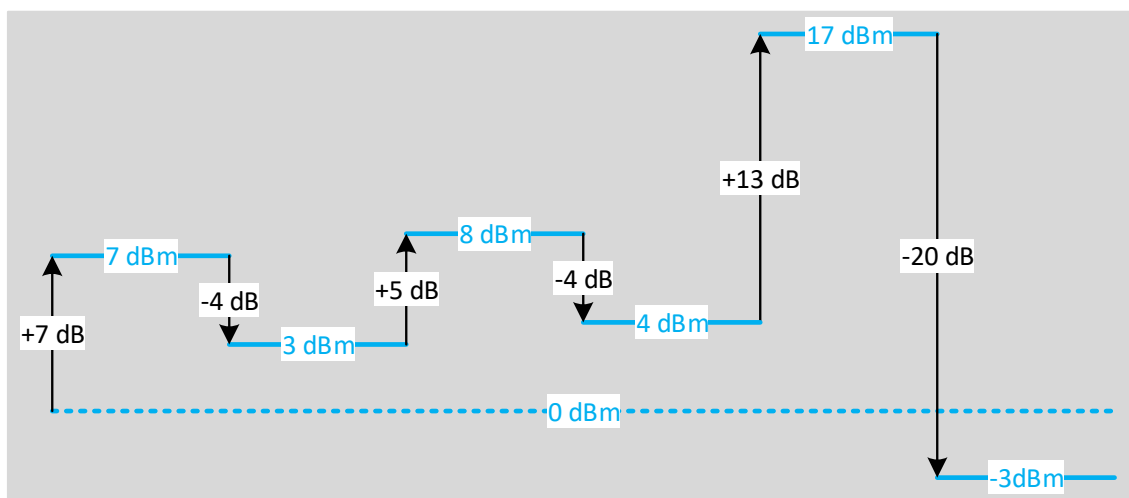 17 dBm
+13 dB
8 dBm
-20 dB
7 dBm
-4 dB
+5 dB
-4 dB
+7 dB
3 dBm
4 dBm
0 dBm
-3dBm